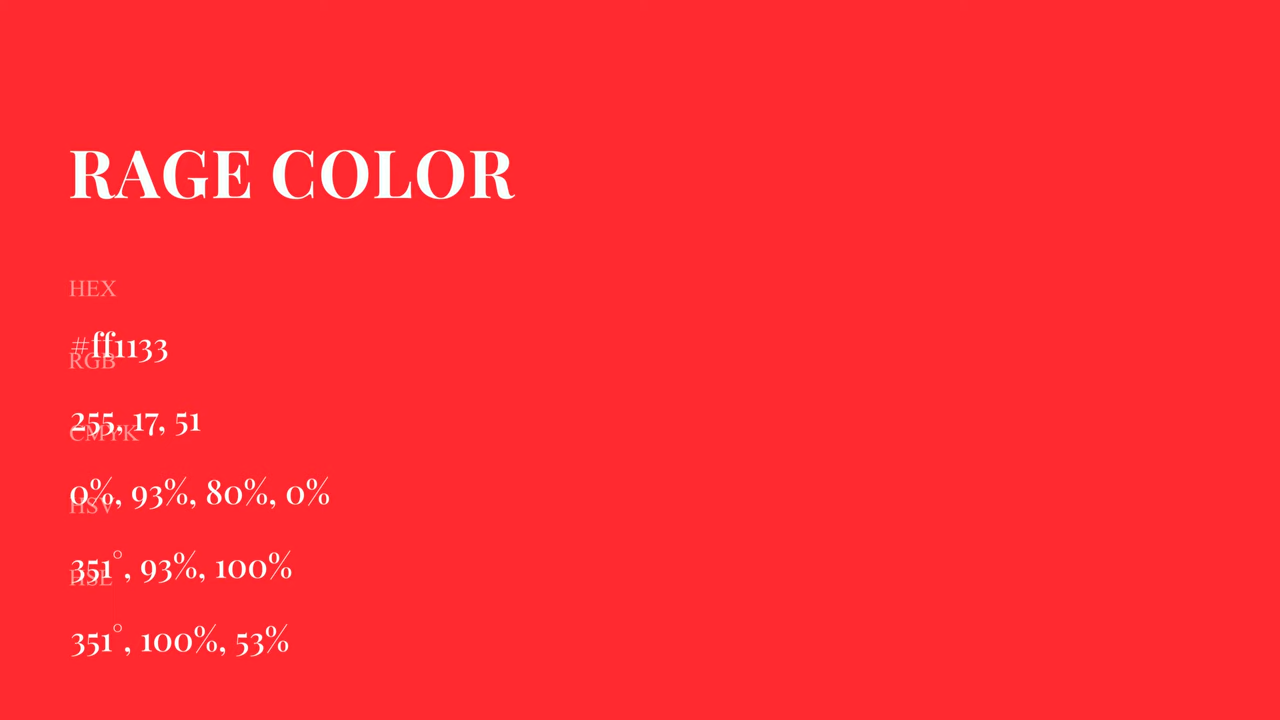 RAGE COLOR
HEX
#ff1133
RGB
255, 17, 51
CMYK
0%, 93%, 80%, 0%
HSV
351°, 93%, 100%
HSL
351°, 100%, 53%